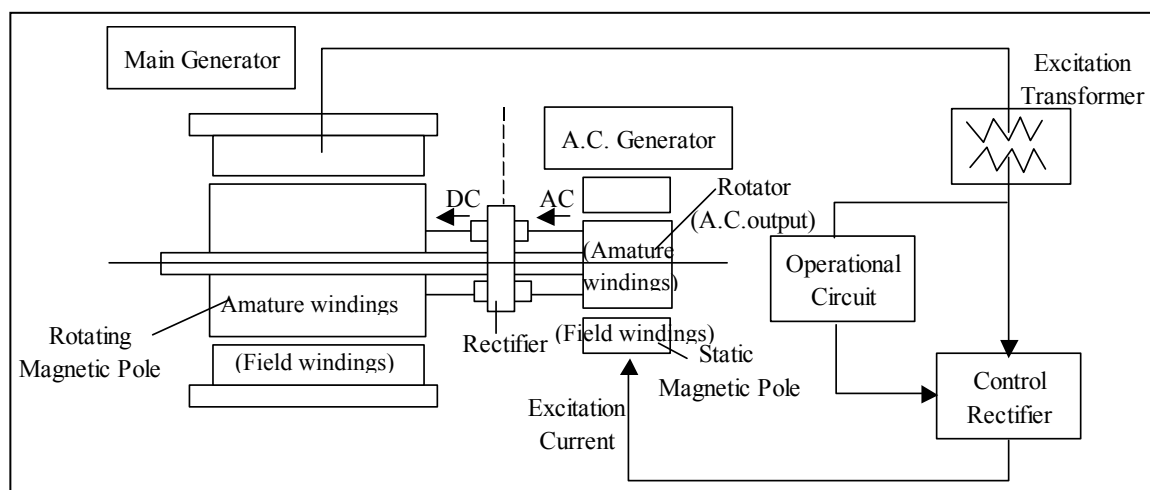 Main Generator
Excitation
Transformer
A.C. Generator
DC
AC
Rotator
(A.C.output)
(Amature
windings)
Operational
Circuit
Amature windings
Rotating
Magnetic Pole
(Field windings)
Rectifier
(Field windings)
Static
Magnetic Pole
Excitation
Current
Control
Rectifier